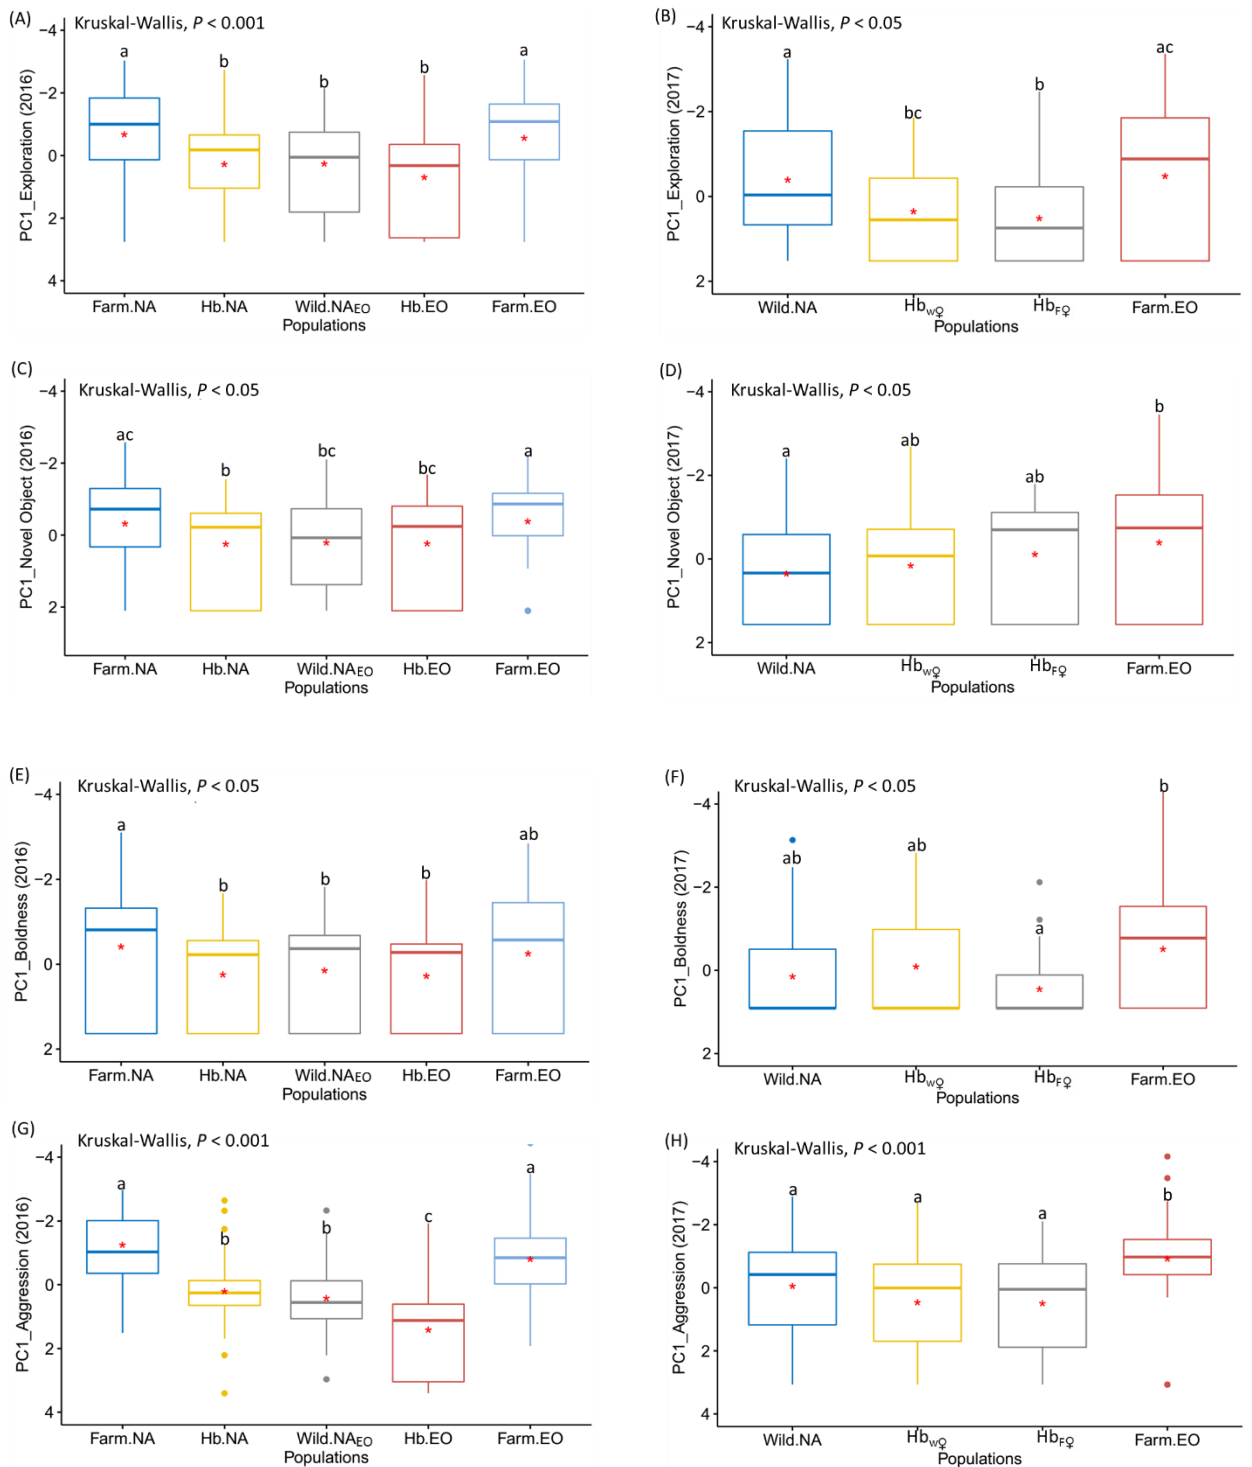 (A)
Kruskal-Wallis, P < 0.001
PC1_Exploration (2016)
−4
−2
0
2
4
a
b
b
b
a
Farm.NA
Hb.NA
Wild.NAEO
Hb.EO
Farm.EO
Populations
(B)
Kruskal-Wallis, P < 0.05
PC1_Exploration (2017)
−4
−2
0
2
a
bc
b
ac
Wild.NA
Hbw♀
HbF♀
Farm.EO
Populations
(C)
Kruskal-Wallis, P < 0.05
PC1_Novel Object (2016)
−4
−2
0
2
ac
b
bc
bc
a
Farm.NA
Hb.NA
Wild.NAEO
Hb.EO
Farm.EO
Populations
(D)
Kruskal-Wallis, P < 0.05
PC1_Novel Object (2017)
−4
−2
0
2
a
ab
ab
b
Wild.NA
Hbw♀
HbF♀
Farm.EO
Populations
(E)
Kruskal-Wallis, P < 0.05
PC1_Boldness (2016)
−4
−2
0
2
a
b
b
b
ab
Farm.NA
Hb.NA
Wild.NAEO
Hb.EO
Farm.EO
Populations
(F)
Kruskal-Wallis, P < 0.05
PC1_Boldness (2017)
−4
−2
0
2
ab
ab
a
b
Wild.NA
Hbw♀
HbF♀
Farm.EO
Populations
(G)
Kruskal-Wallis, P < 0.001
PC1_Aggression (2016)
−4
−2
0
2
4
a
b
b
c
a
Farm.NA
Hb.NA
Wild.NAEO
Hb.EO
Farm.EO
Populations
(H)
Kruskal-Wallis, P < 0.001
PC1_Aggression (2017)
−4
−2
0
2
4
a
a
a
b
Wild.NA
Hbw♀
HbF♀
Farm.EO
Populations